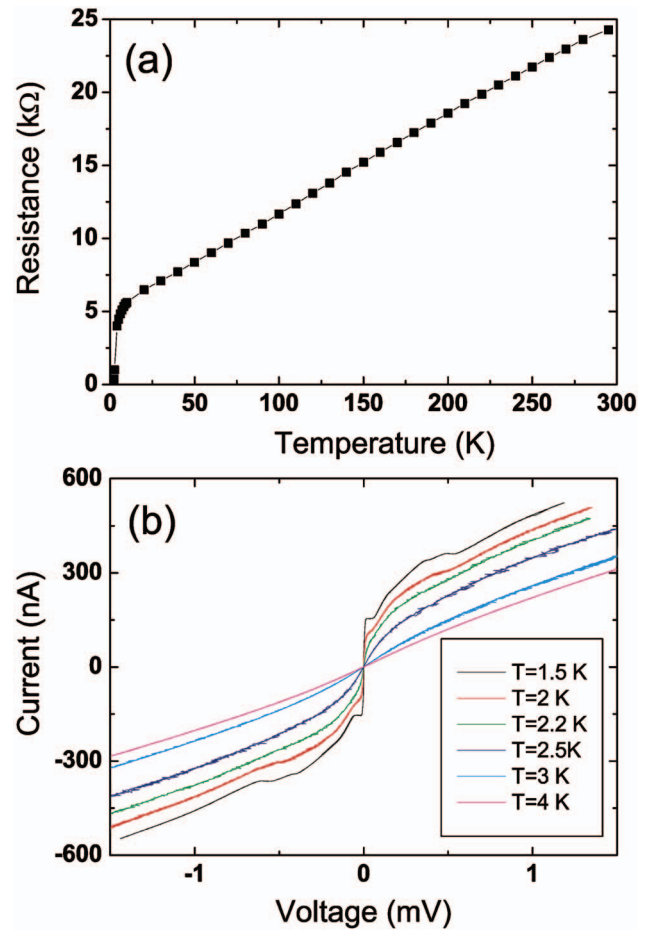 (a)
Resistance (kΩ)
25
20
15
10
5
0
0 50 100 150 200 250 300
Temperature (K)
(b)
Current (nA)
600
300
0
-300
-600
T=1.5 K
T=2 K
T=2.2 K
T=2.5K
T=3 K
T=4 K
-1 0 1
Voltage (mV)